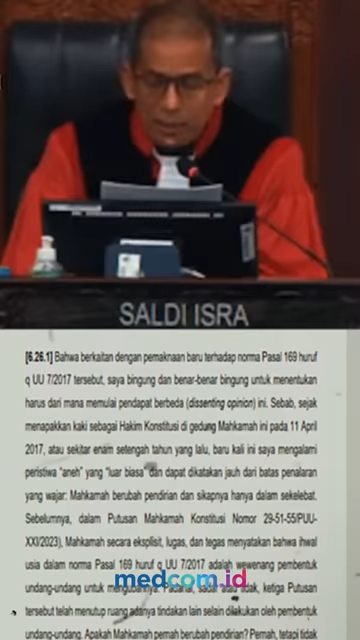 SALDI ISRA
[6.26.1] Bahwa berkaitan dengan pemaknaan baru terhadap norma Pasal 169 huruf
q UU 7/2017 tersebut, saya bingung dan benar-benar bingung untuk menentukan
harus dari mana memulai pendapat berbeda (dissenting opinion) ini. Sebab, sejak
menapakkan kaki sebagai Hakim Konstitusi di gedung Mahkamah ini pada 11 April
2017, atau sekitar enam setengah tahun yang lalu, baru kali ini saya mengalami
peristiwa "aneh" yang "luar biasa" dan dapat dikatakan jauh dari batas penalaran
yang wajar: Mahkamah berubah pendirian dan sikapnya hanya dalam sekelebat.
Sebelumnya, dalam Putusan Mahkamah Konstitusi Nomor 29-51-55/PUU-
XXI/2023), Mahkamah secara eksplisit, lugas, dan tegas menyatakan bahwa ihwal
usia dalam norma Pasal 169 huruf q UU 7/2017 adalah wewenang pembentuk
undang-undang untuk mengubahnya. Padahal, sadar atau tidak, ketiga Putusan
medcom.id
tersebut telah menutup ruang adanya tindakan lain selain dilakukan oleh pembentuk
undang-undang. Apakah Mahkamah pernah berubah pendirian? Pernah, tetapi tidak